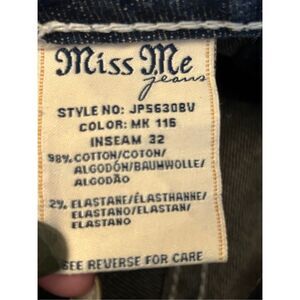 Miss Me
jeans
STYLE NO: JP5630BV
COLOR: MK 116
INSEAM 32
98% COTTON/COTON/
ALGODÓN/BAUMWOLLE/
ALGODÃO
2% ELASTANE/ÉLASTHANNE/
ELASTANO/ELASTAN/
ELASTANO
SEE REVERSE FOR CARE